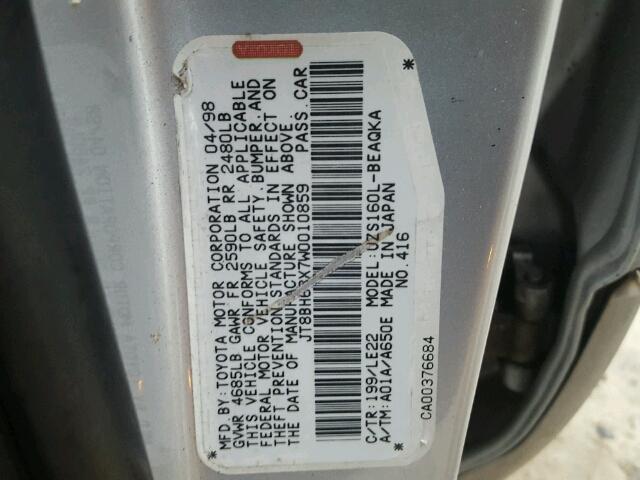 MFD.BY:TOYOTA MOTOR CORPORATION 04/98
GVWR 4685LB GAWR FR 2590LB RR 2480LB
THIS VEHICLE CONFORMS TO ALL APPLICABLE
FEDERAL MOTOR VEHICLE SAFETY, BUMPER,AND
THEFT PREVENTION STANDARDS IN EFFECT ON
THE DATE OF MANUFACTURE SHOWN ABOVE.
PASS.CAR
C/TR:199/LE22 MODEL:UZS160L-BEAQKA
A/TM:A01A/A650E MADE IN JAPAN
NO.416
CA00376684